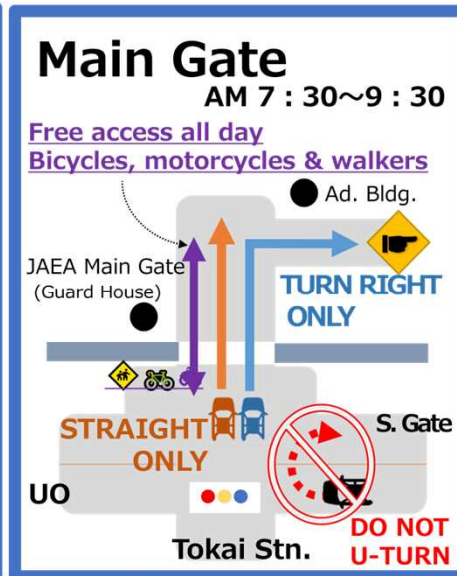 Main Gate
AM 7：30～9：30
Free access all day
Bicycles, motorcycles & walkers
Ad. Bldg.
JAEA Main Gate
(Guard House)
TURN RIGHT
ONLY
STRAIGHT
ONLY
S. Gate
UO
DO NOT
U-TURN
Tokai Stn.